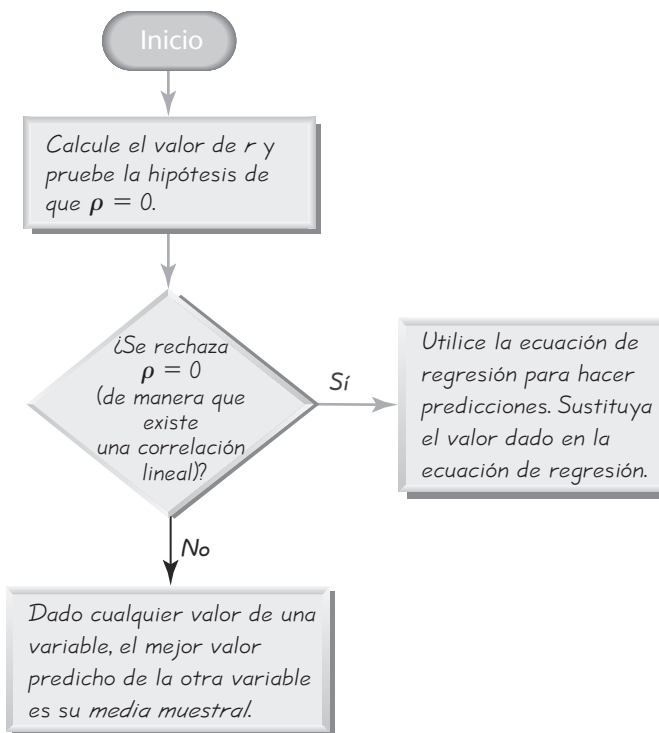 Inicio
Calcule el valor de r y
pruebe la hipótesis de
que ρ = 0.
¿Se rechaza
ρ = 0
(de manera que
existe
una correlación
lineal)?
Sí
Utilice la ecuación de
regresión para hacer
predicciones. Sustituya
el valor dado en la
ecuación de regresión.
No
Dado cualquier valor de una
variable, el mejor valor
predicho de la otra variable
es su media muestral.